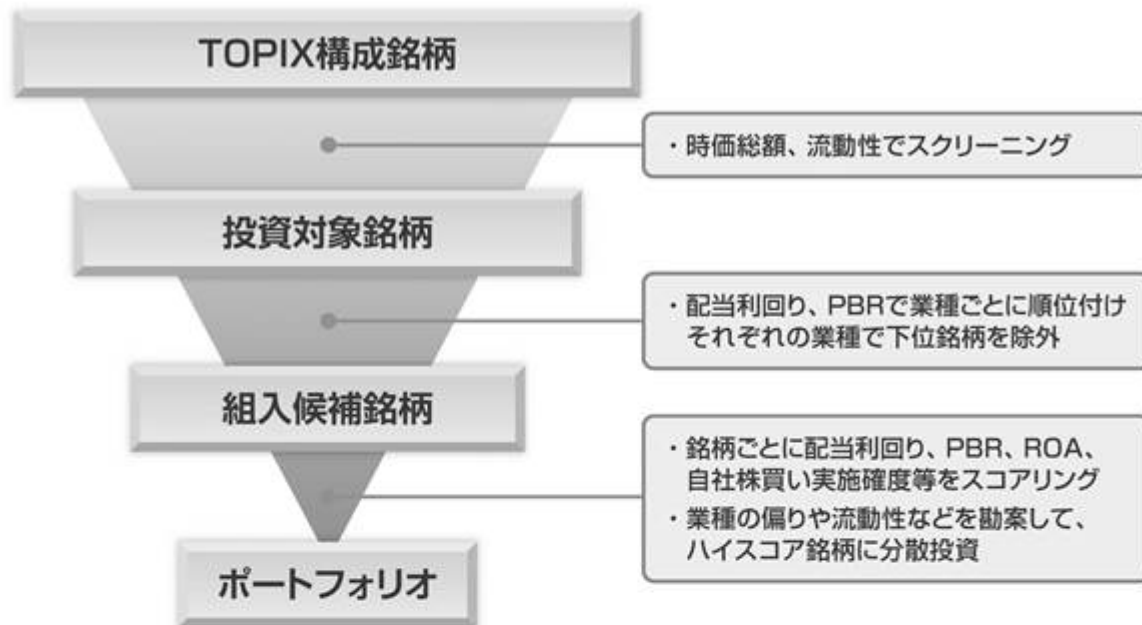 TOPIX構成銘柄
・時価総額、流動性でスクリーニング
投資対象銘柄
・配当利回り、PBRで業種ごとに順位付け
それぞれの業種で下位銘柄を除外
組入候補銘柄
・銘柄ごとに配当利回り、PBR、ROA、
自社株買い実施確度等をスコアリング
・業種の偏りや流動性などを勘案して、
ハイスコア銘柄に分散投資
ポートフォリオ